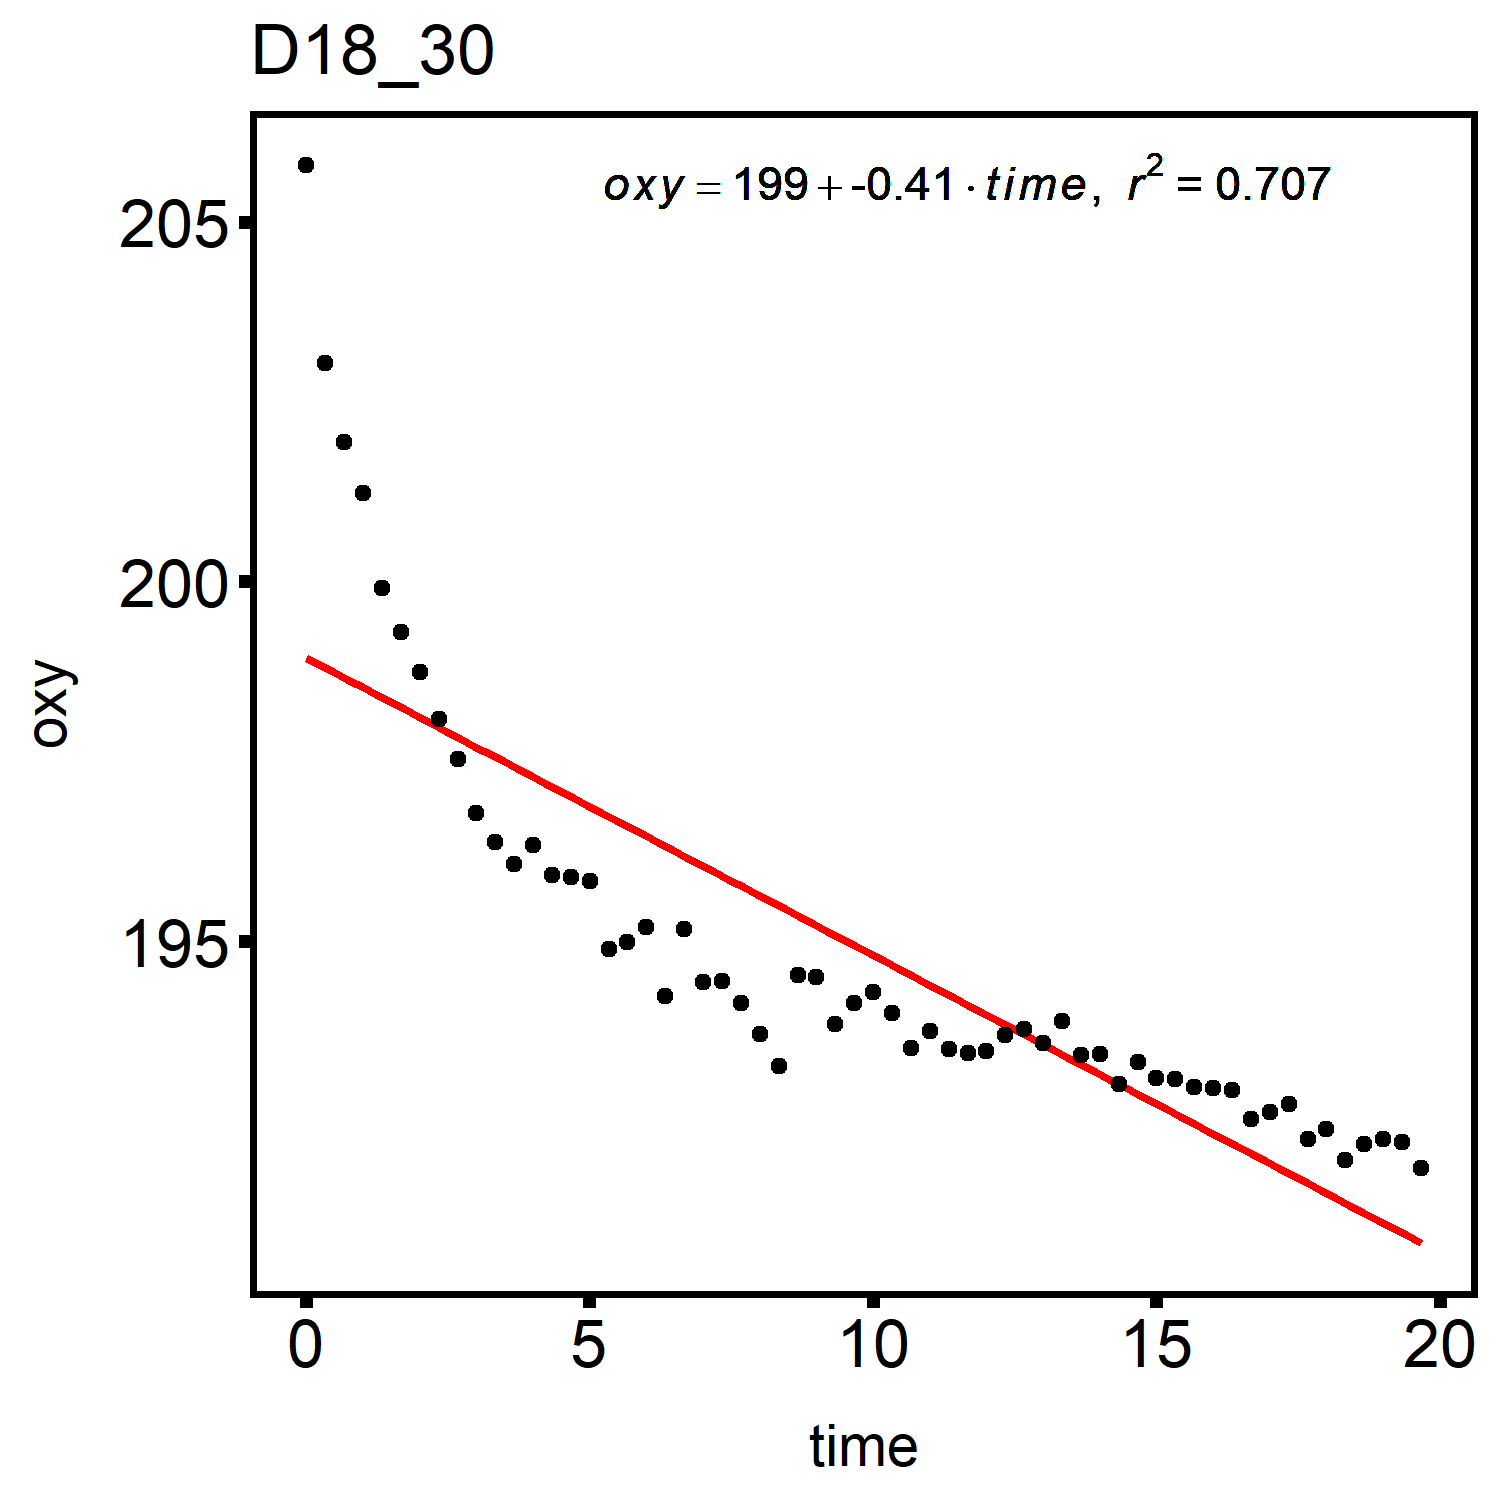 D18_30
oxy = 199 + -0.41 · time, r² = 0.707
205
200
195
oxy
0 5 10 15 20
time